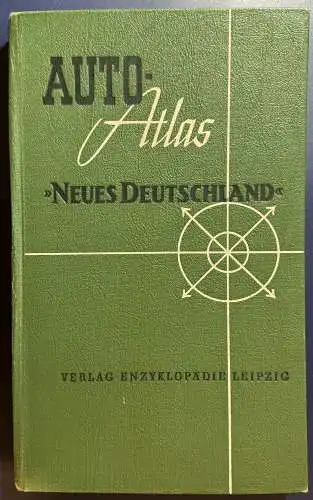 AUTO-
Atlas
»NEUES DEUTSCHLAND«
VERLAG ENZYKLOPÄDIE LEIPZIG